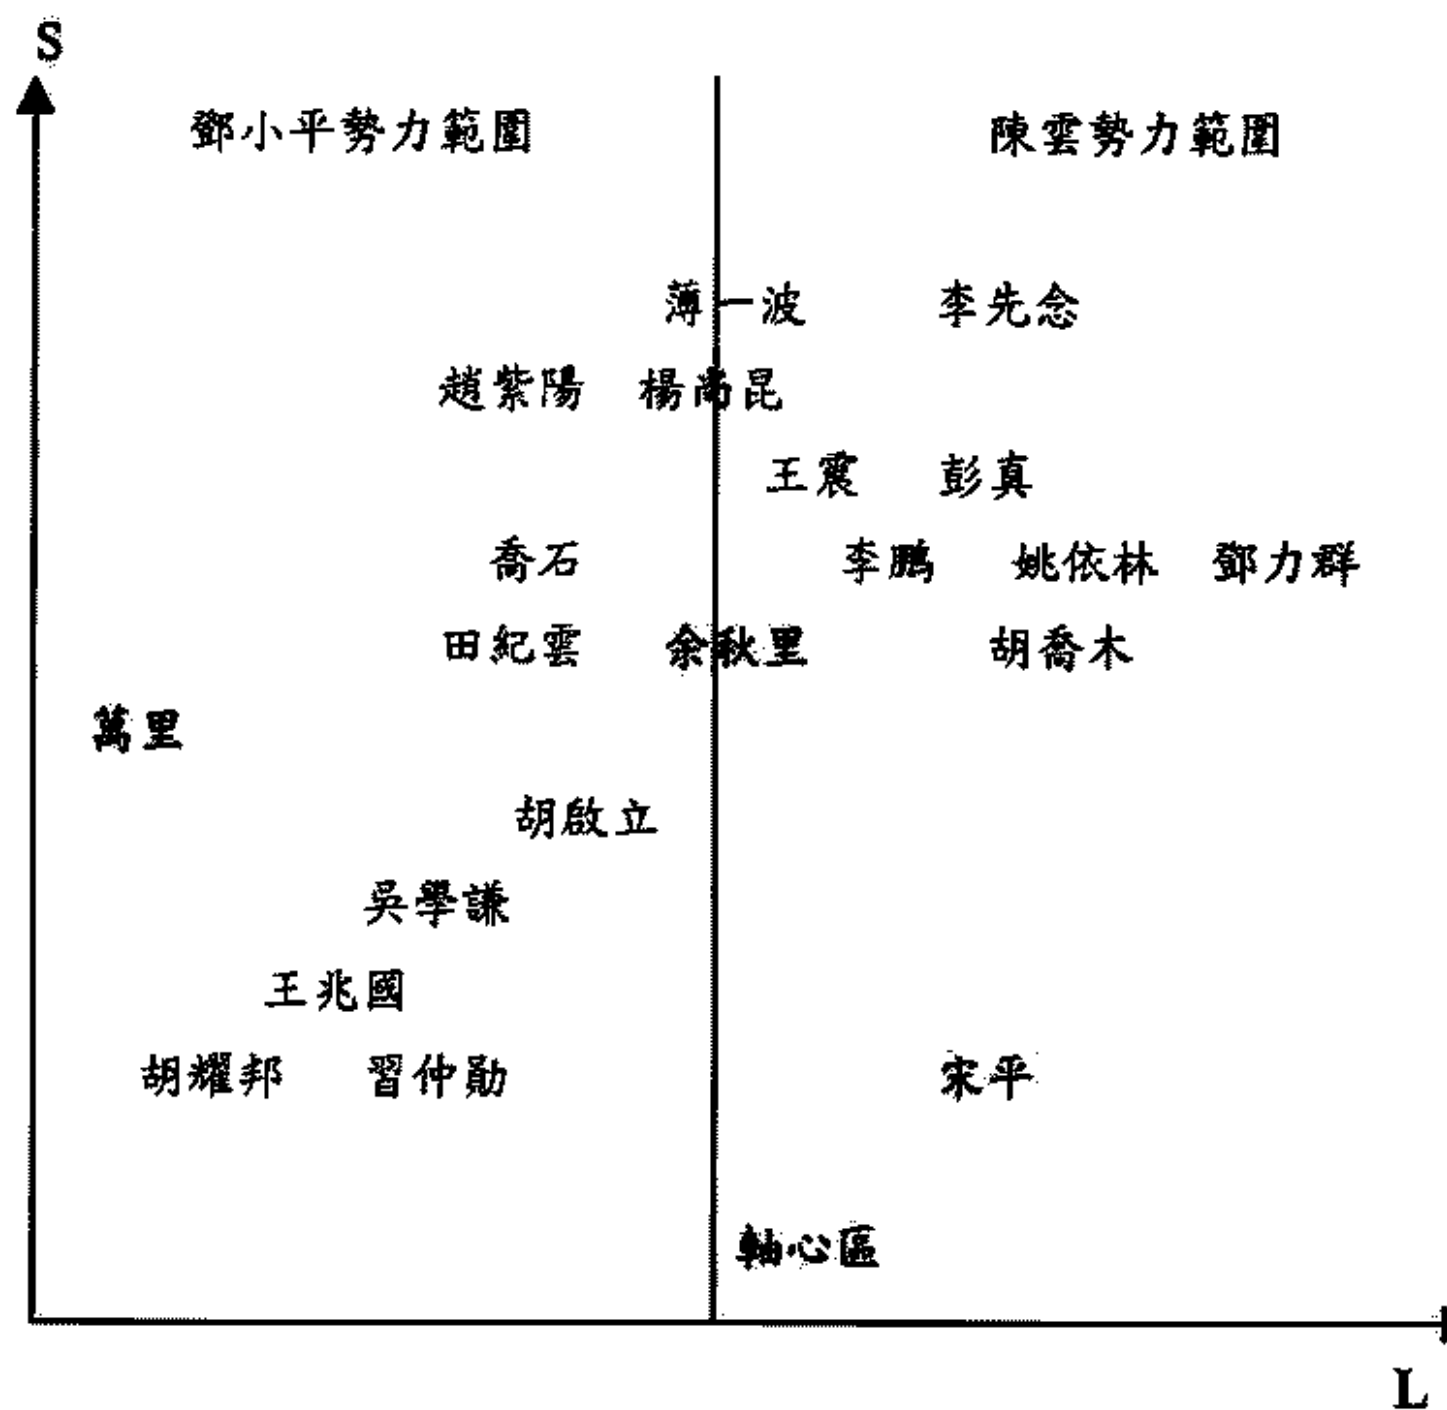 S
鄧小平勢力範圍 陳雲勢力範圍
薄一波 李先念
趙紫陽 楊尚昆
王震 彭真
喬石 李鵬 姚依林 鄧力群
田紀雲 余秋里 胡喬木
萬里
胡啟立
吳學謙
王兆國
胡耀邦 習仲勛 宋平
軸心區
L